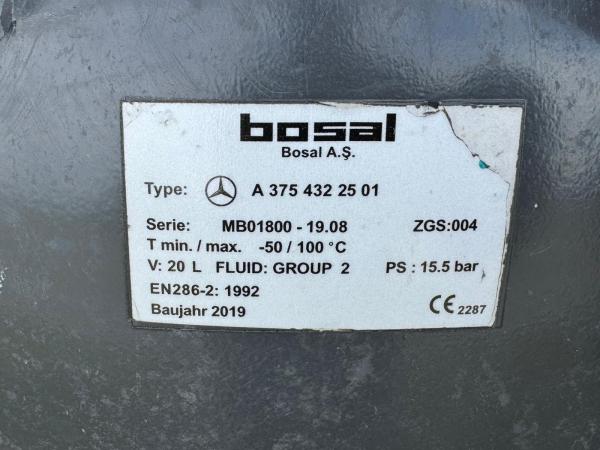 bosal
Bosal A.Ş.
Type: A 375 432 25 01
Serie: MB01800 - 19.08 ZGS:004
T min. / max. -50 / 100 °C
V: 20 L FLUID: GROUP 2 PS : 15.5 bar
EN286-2: 1992
Baujahr 2019 CE 2287